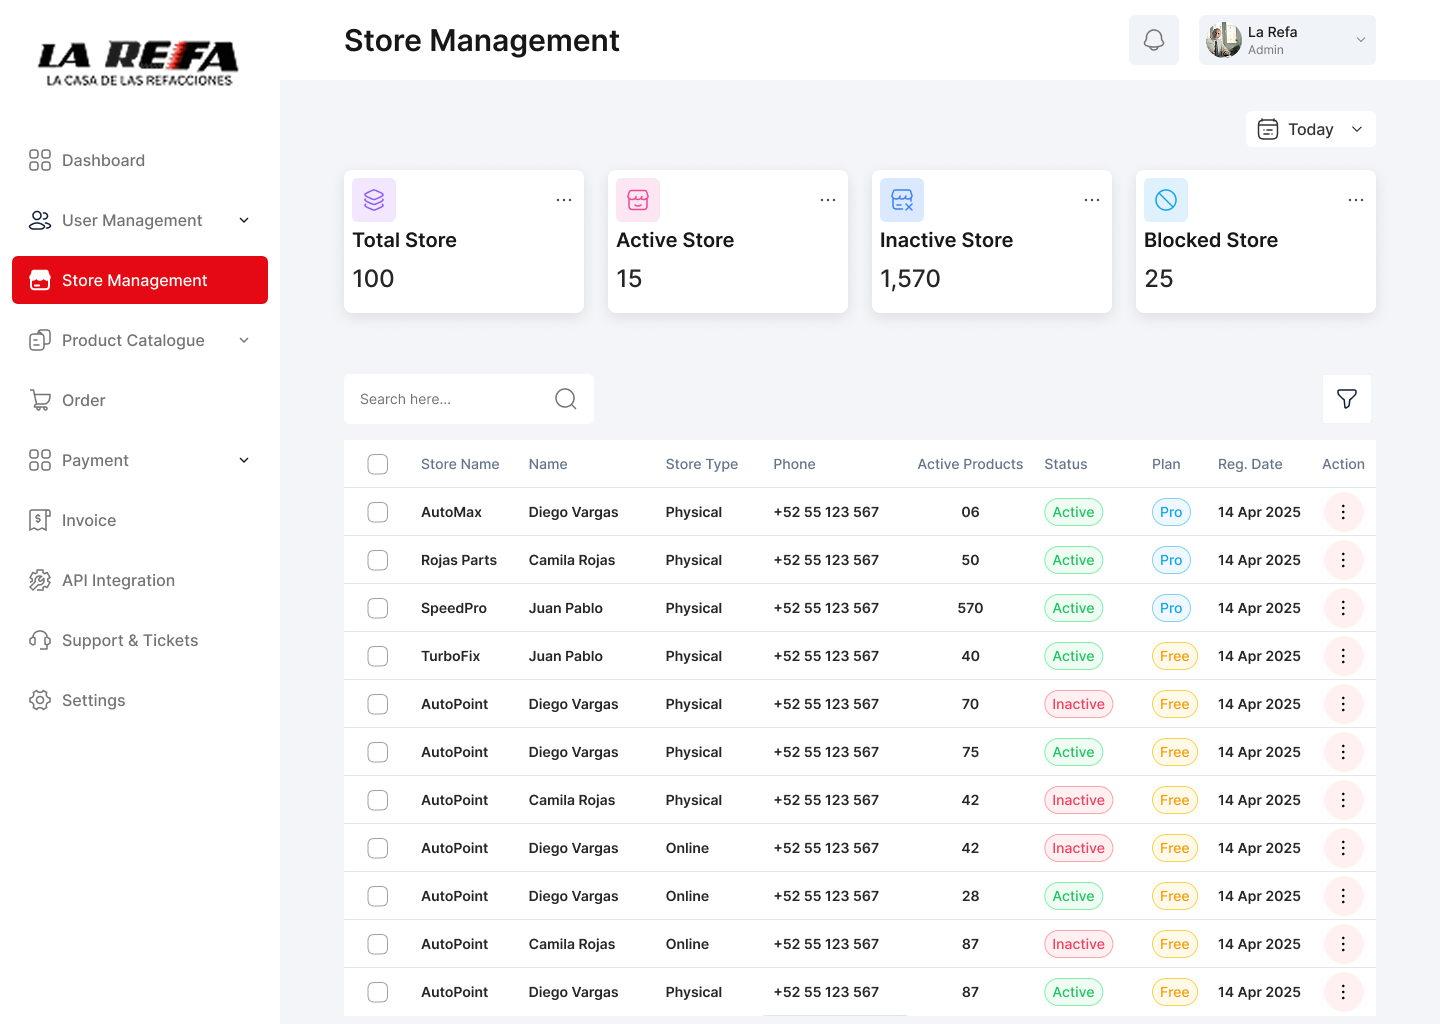 LA REFA
LA CASA DE LAS REFACCIONES
Store Management
La Refa
Admin
Dashboard
User Management
Store Management
Product Catalogue
Order
Payment
Invoice
API Integration
Support & Tickets
Settings
Today
Total Store
100
Active Store
15
Inactive Store
1,570
Blocked Store
25
Search here...
Store Name Name Store Type Phone Active Products Status Plan Reg. Date Action
AutoMax Diego Vargas Physical +52 55 123 567 06 Active Pro 14 Apr 2025
Rojas Parts Camila Rojas Physical +52 55 123 567 50 Active Pro 14 Apr 2025
SpeedPro Juan Pablo Physical +52 55 123 567 570 Active Pro 14 Apr 2025
TurboFix Juan Pablo Physical +52 55 123 567 40 Active Free 14 Apr 2025
AutoPoint Diego Vargas Physical +52 55 123 567 70 Inactive Free 14 Apr 2025
AutoPoint Diego Vargas Physical +52 55 123 567 75 Active Free 14 Apr 2025
AutoPoint Camila Rojas Physical +52 55 123 567 42 Inactive Free 14 Apr 2025
AutoPoint Diego Vargas Online +52 55 123 567 42 Inactive Free 14 Apr 2025
AutoPoint Diego Vargas Online +52 55 123 567 28 Active Free 14 Apr 2025
AutoPoint Camila Rojas Online +52 55 123 567 87 Inactive Free 14 Apr 2025
AutoPoint Diego Vargas Physical +52 55 123 567 87 Active Free 14 Apr 2025